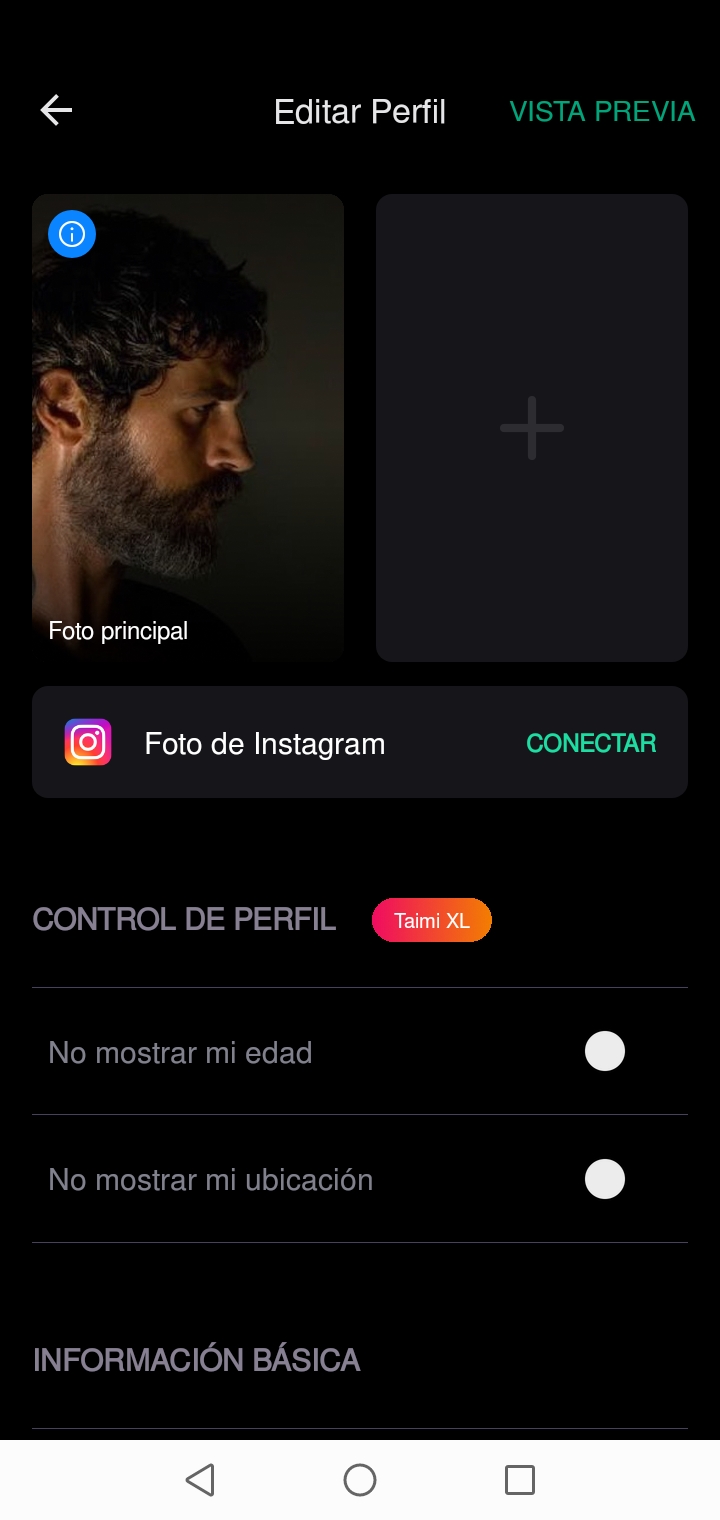 Editar Perfil
VISTA PREVIA
Foto principal
Foto de Instagram
CONECTAR
CONTROL DE PERFIL
Taimi XL
No mostrar mi edad
No mostrar mi ubicación
INFORMACIÓN BÁSICA